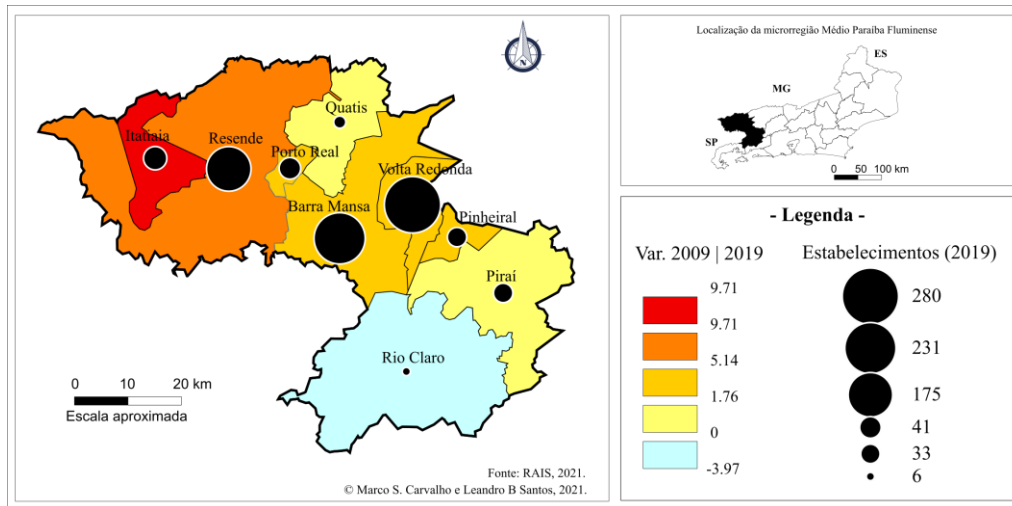 N
Quatis
Itatiaia
Resende
Porto Real
Volta Redonda
Barra Mansa
Pinheiral
Piraí
Rio Claro
0 10 20 km
Escala aproximada
Fonte: RAIS, 2021.
© Marco S. Carvalho e Leandro B Santos, 2021.
Localização da microrregião Médio Paraíba Fluminense
ES
MG
SP
0 50 100 km
- Legenda -
Var. 2009 | 2019
9.71
9.71
5.14
1.76
0
-3.97
Estabelecimentos (2019)
280
231
175
41
33
6